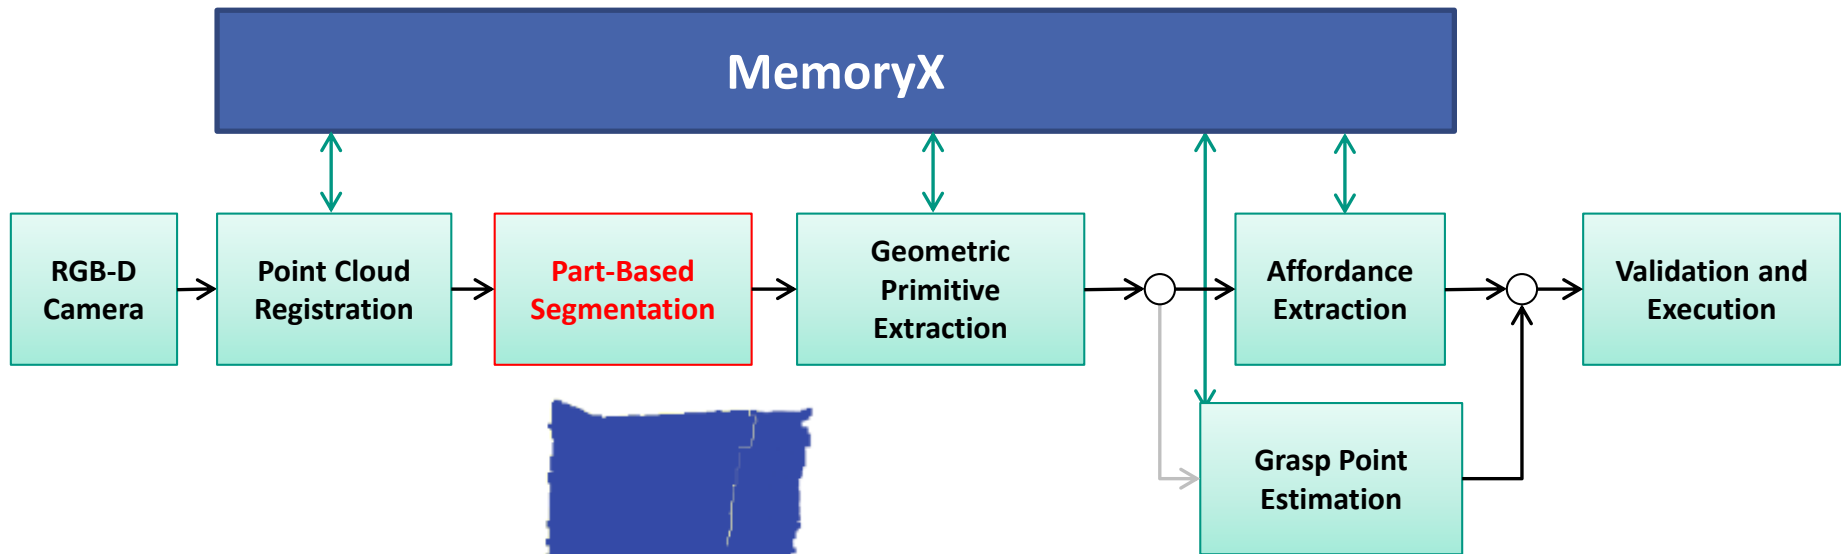 MemoryX
RGB-D
Camera
Point Cloud
Registration
Part-Based
Segmentation
Geometric
Primitive
Extraction
Affordance
Extraction
Validation and
Execution
Grasp Point
Estimation